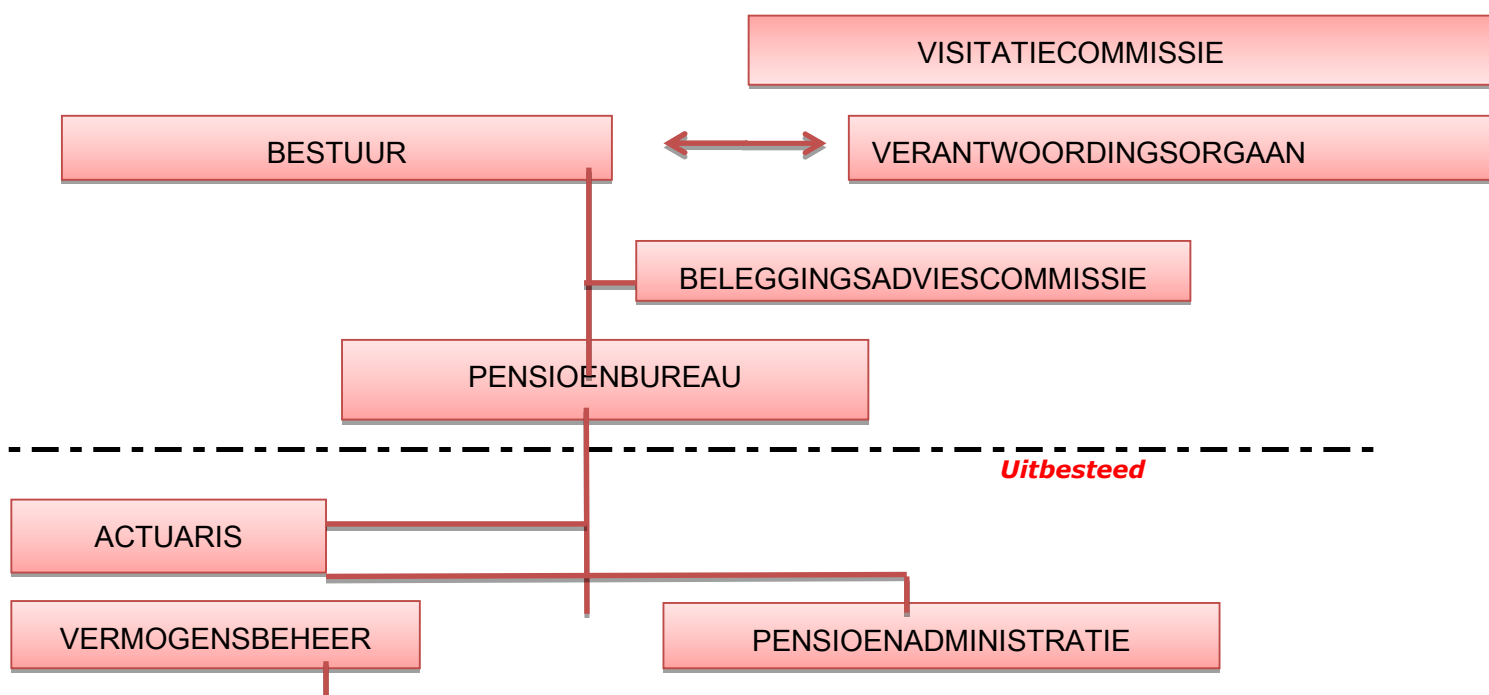 VISITATIECOMMISSIE
BESTUUR
VERANTWOORDINGSORGAAN
BELEGGINGSADVIESCOMMISSIE
PENSIOENBUREAU
Uitbesteed
ACTUARIS
VERMOGENSBEHEER
PENSIOENADMINISTRATIE